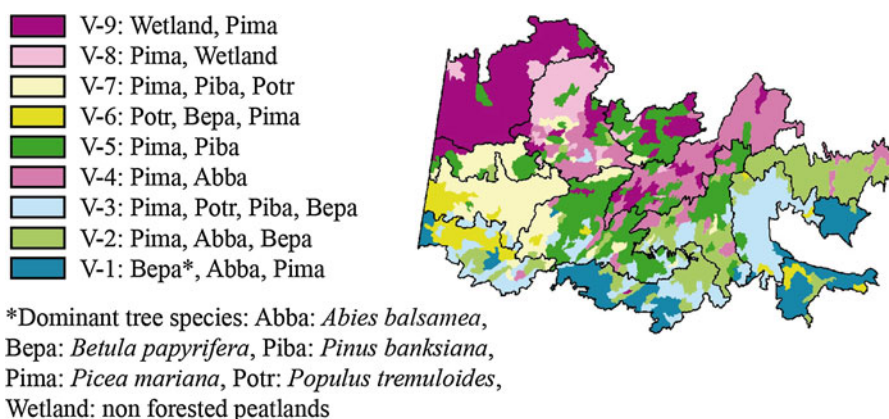 V-9: Wetland, Pima
V-8: Pima, Wetland
V-7: Pima, Piba, Potr
V-6: Potr, Bepa, Pima
V-5: Pima, Piba
V-4: Pima, Abba
V-3: Pima, Potr, Piba, Bepa
V-2: Pima, Abba, Bepa
V-1: Bepa*, Abba, Pima
*Dominant tree species: Abba: Abies balsamea,
Bepa: Betula papyrifera, Piba: Pinus banksiana,
Pima: Picea mariana, Potr: Populus tremuloides,
Wetland: non forested peatlands